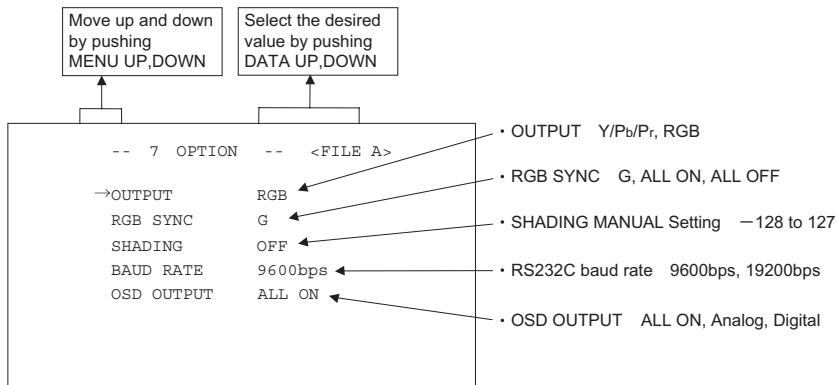 Move up and down
by pushing
MENU UP,DOWN
Select the desired
value by pushing
DATA UP,DOWN
-- 7 OPTION -- <FILE A>
→OUTPUT RGB
RGB SYNC G
SHADING OFF
BAUD RATE 9600bps
OSD OUTPUT ALL ON
・OUTPUT Y/Pb/Pr, RGB
・RGB SYNC G, ALL ON, ALL OFF
・SHADING MANUAL Setting －128 to 127
・RS232C baud rate 9600bps, 19200bps
・OSD OUTPUT ALL ON, Analog, Digital